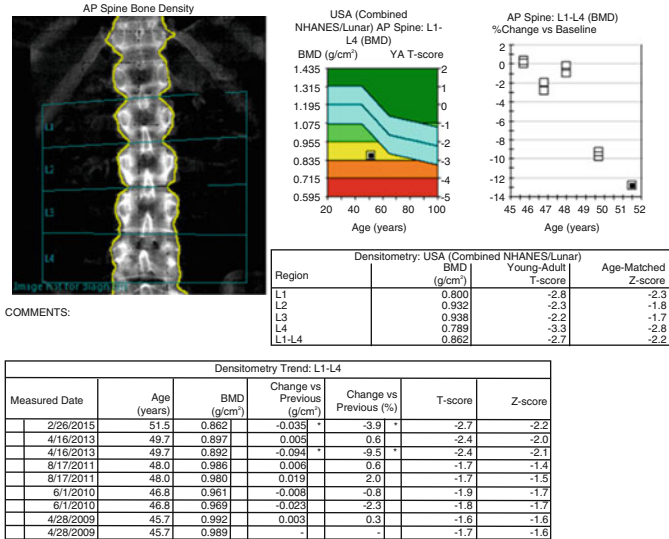 AP Spine Bone Density
L1
L2
L3
L4
Image not for diagnosis
COMMENTS:
USA (Combined
NHANES/Lunar) AP Spine: L1-
L4 (BMD)
BMD (g/cm²) YA T-score
1.435 2
1.315 1
1.195 0
1.075 -1
0.955 -2
0.835 -3
0.715 -4
0.595 -5
20 40 60 80 100
Age (years)
AP Spine: L1-L4 (BMD)
%Change vs Baseline
2
0
-2
-4
-6
-8
-10
-12
-14
45 46 47 48 49 50 51 52
Age (years)
Densitometry: USA (Combined NHANES/Lunar)
Region BMD (g/cm²) Young-Adult T-score Age-Matched Z-score
L1 0.800 -2.8 -2.3
L2 0.932 -2.3 -1.8
L3 0.938 -2.2 -1.7
L4 0.789 -3.3 -2.8
L1-L4 0.862 -2.7 -2.2
Densitometry Trend: L1-L4
Measured Date Age (years) BMD (g/cm²) Change vs Previous (g/cm²) Change vs Previous (%) T-score Z-score
2/26/2015 51.5 0.862 -0.035 * -3.9 * -2.7 -2.2
4/16/2013 49.7 0.897 0.005 0.6 -2.4 -2.0
4/16/2013 49.7 0.892 -0.094 * -9.5 * -2.4 -2.1
8/17/2011 48.0 0.986 0.006 0.6 -1.7 -1.4
8/17/2011 48.0 0.980 0.019 2.0 -1.7 -1.5
6/1/2010 46.8 0.961 -0.008 -0.8 -1.9 -1.7
6/1/2010 46.8 0.969 -0.023 -2.3 -1.8 -1.7
4/28/2009 45.7 0.992 0.003 0.3 -1.6 -1.6
4/28/2009 45.7 0.989 - - -1.7 -1.6